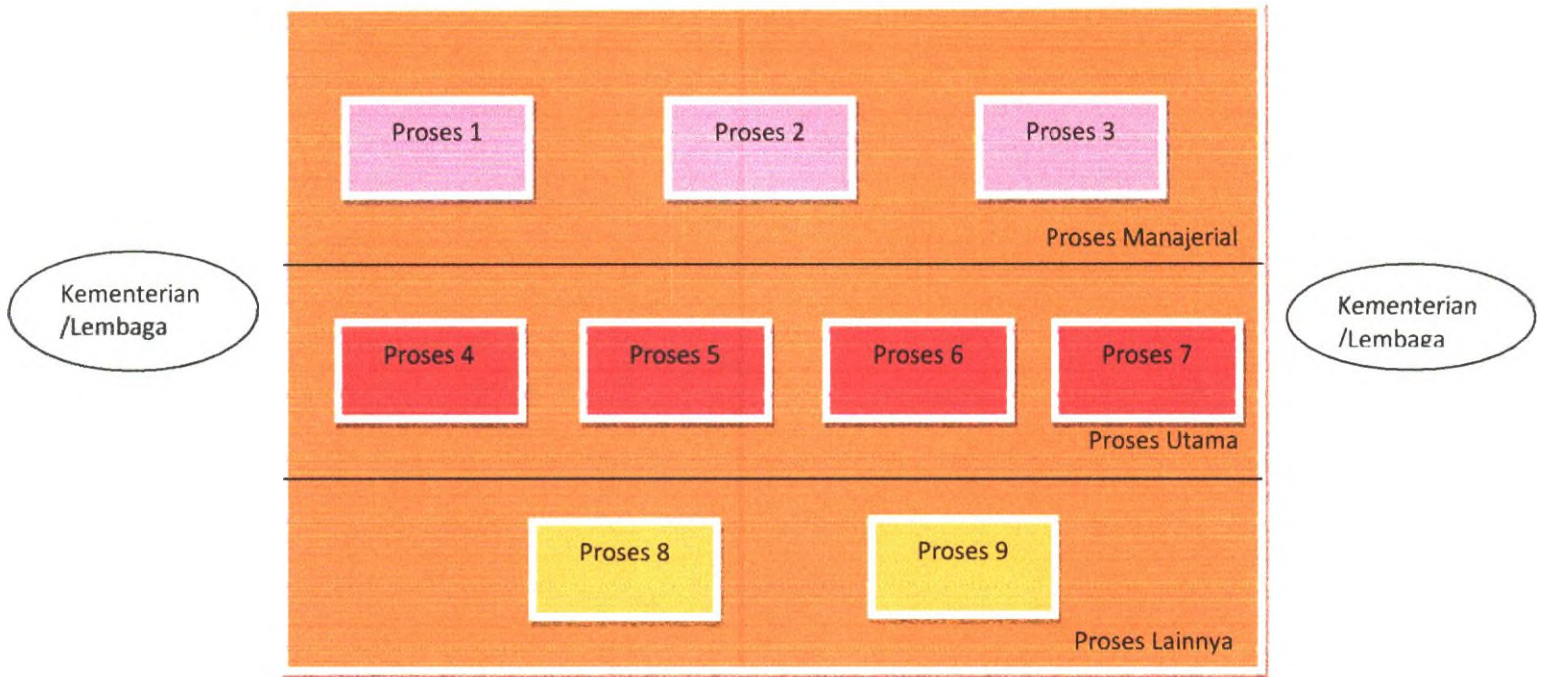 Proses 1
Proses 2
Proses 3
Proses Manajerial
Kementerian
/Lembaga
Kementerian
/Lembaga
Proses 4
Proses 5
Proses 6
Proses 7
Proses Utama
Proses 8
Proses 9
Proses Lainnya